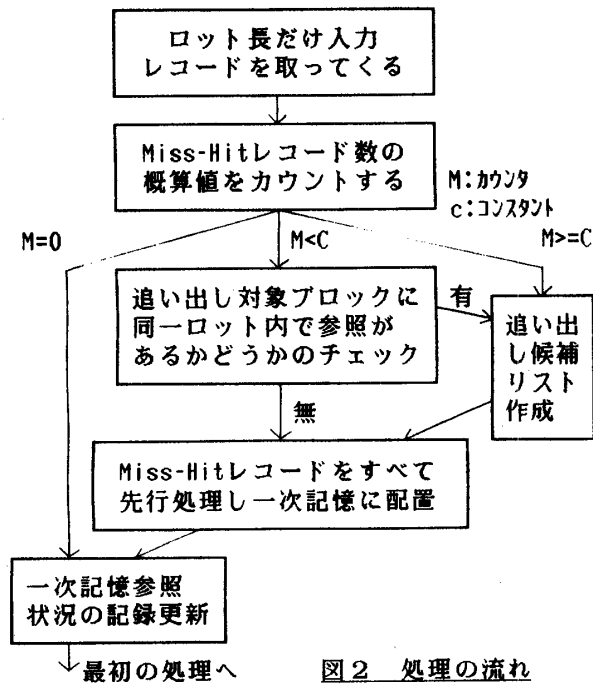 ロット長だけ入力
レコードを取ってくる
Miss-Hitレコード数の
概算値をカウントする
M:カウンタ
c:コンスタント
M=0
M<C
M>=C
追い出し対象ブロックに
同一ロット内で参照が
あるかどうかのチェック
有
追い出
し候補
リスト
作成
無
Miss-Hitレコードをすべて
先行処理し一次記憶に配置
一次記憶参照
状況の記録更新
最初の処理へ
図2 処理の流れ